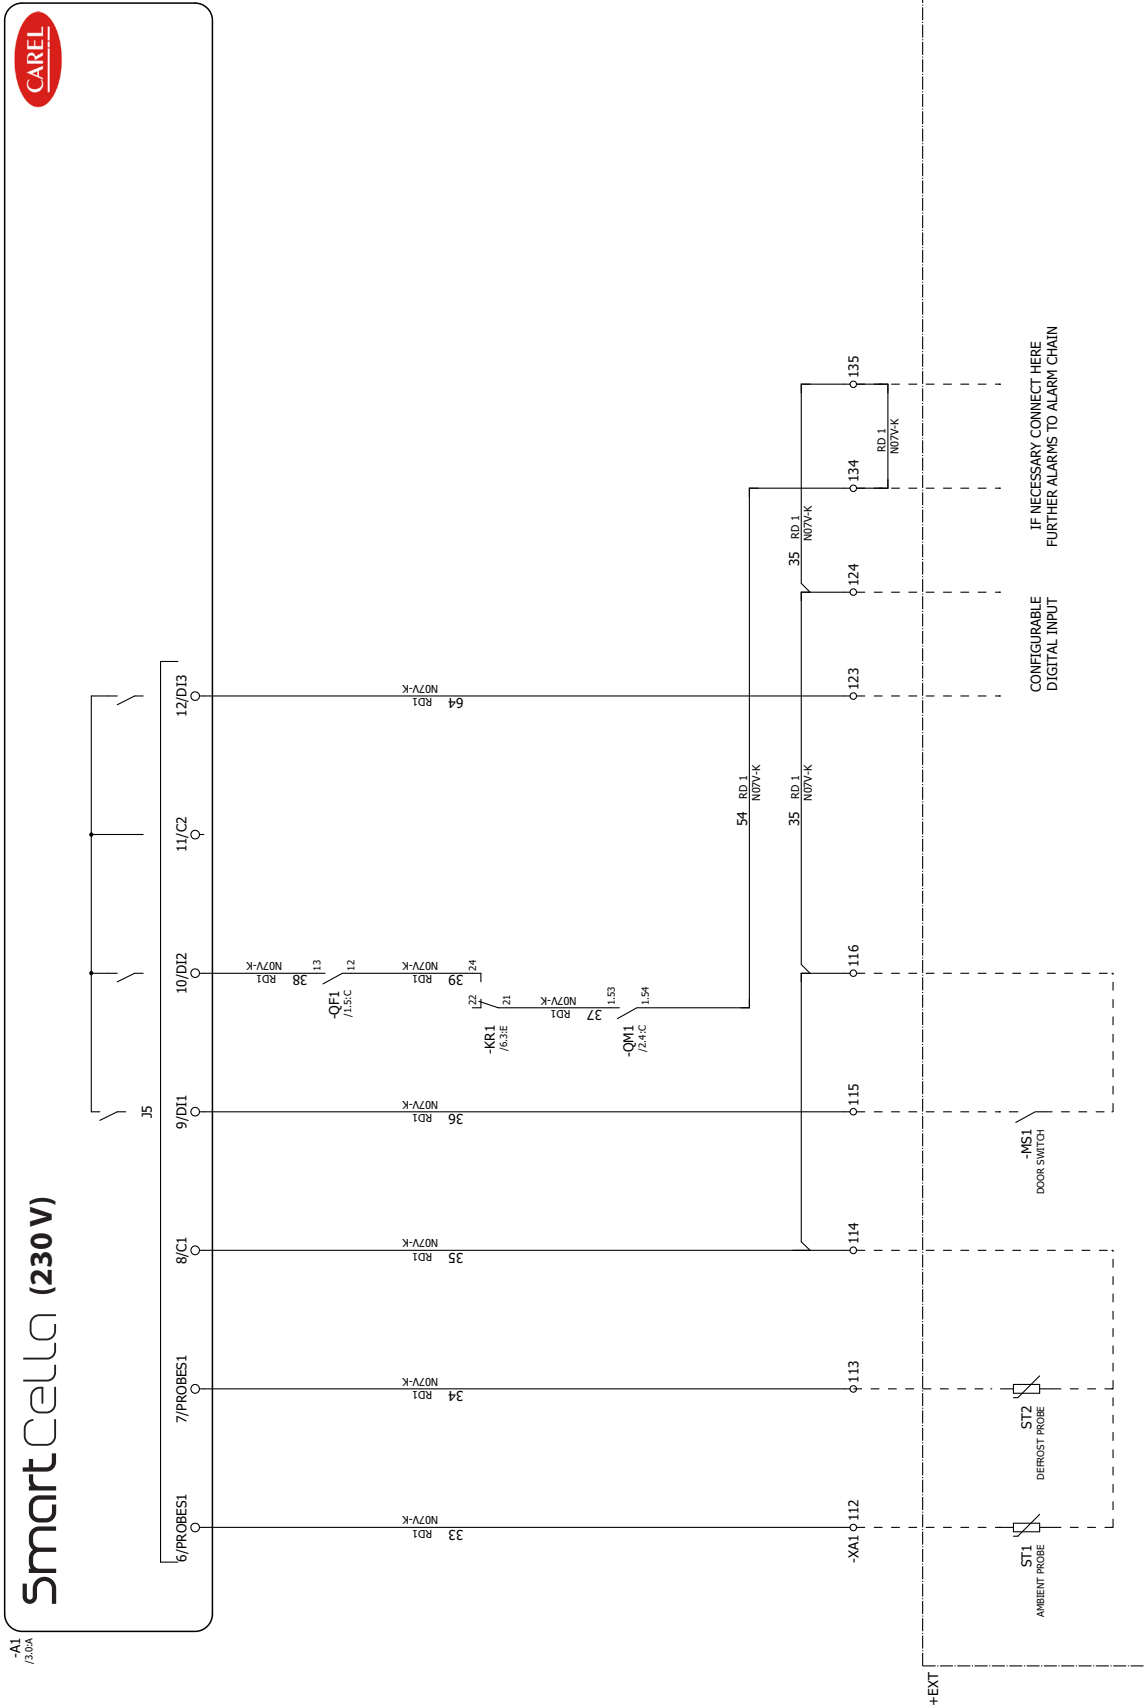 CAREL
SmartCella (230 V)
-A1
/3.0:A
J5
6/PROBES1
7/PROBES1
8/C1
9/DI1
10/DI2
11/C2
12/DI3
33
RD1
N07V-K
34
RD1
N07V-K
35
RD1
N07V-K
36
RD1
N07V-K
38
RD1
N07V-K
13
12
-QF1
/1.5:C
39
RD1
N07V-K
24
22
21
-KR1
/6.3:E
37
RD1
N07V-K
1.53
1.54
-QM1
/2.4:C
64
RD1
N07V-K
54
RD 1
N07V-K
35
RD 1
N07V-K
35
RD 1
N07V-K
RD 1
N07V-K
-XA1
112
113
114
115
116
123
124
134
135
+EXT
ST1
AMBIENT PROBE
ST2
DEFROST PROBE
-MS1
DOOR SWITCH
CONFIGURABLE
DIGITAL INPUT
IF NECESSARY CONNECT HERE
FURTHER ALARMS TO ALARM CHAIN